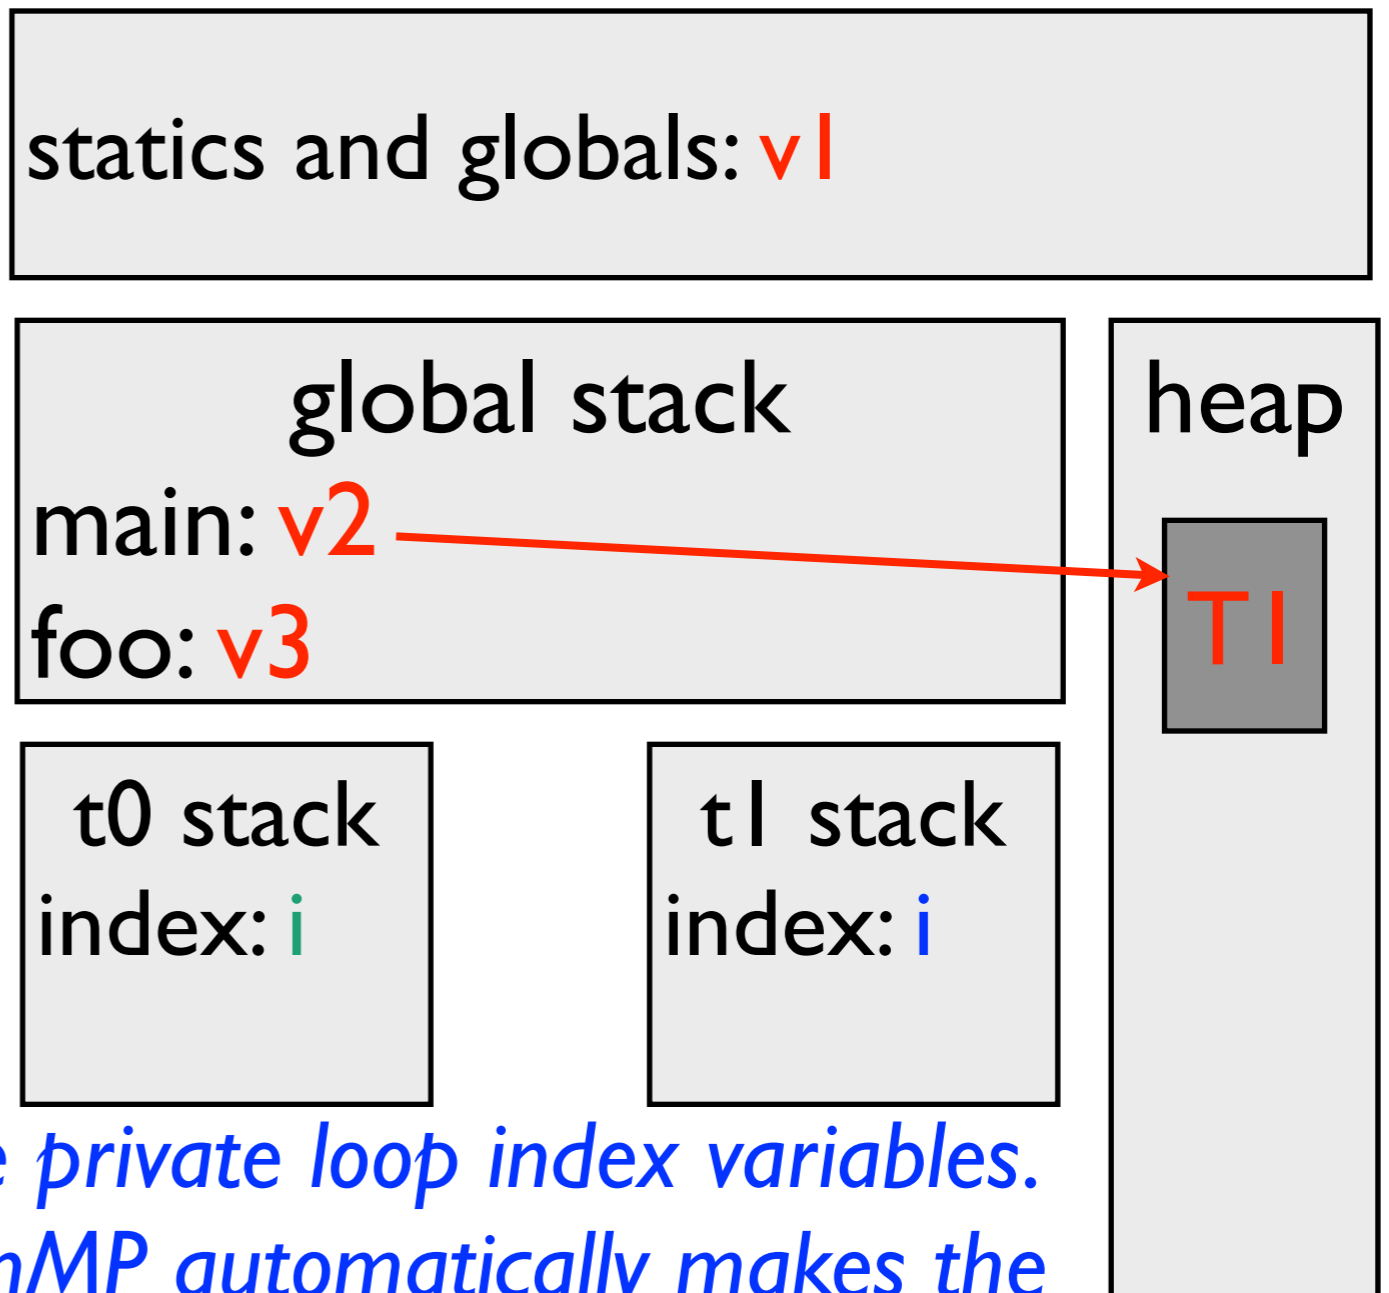 statics and globals: v1
global stack
main: v2
foo: v3
heap
T1
t0 stack
index: i
t1 stack
index: i
private loop index variables.
automatically makes the